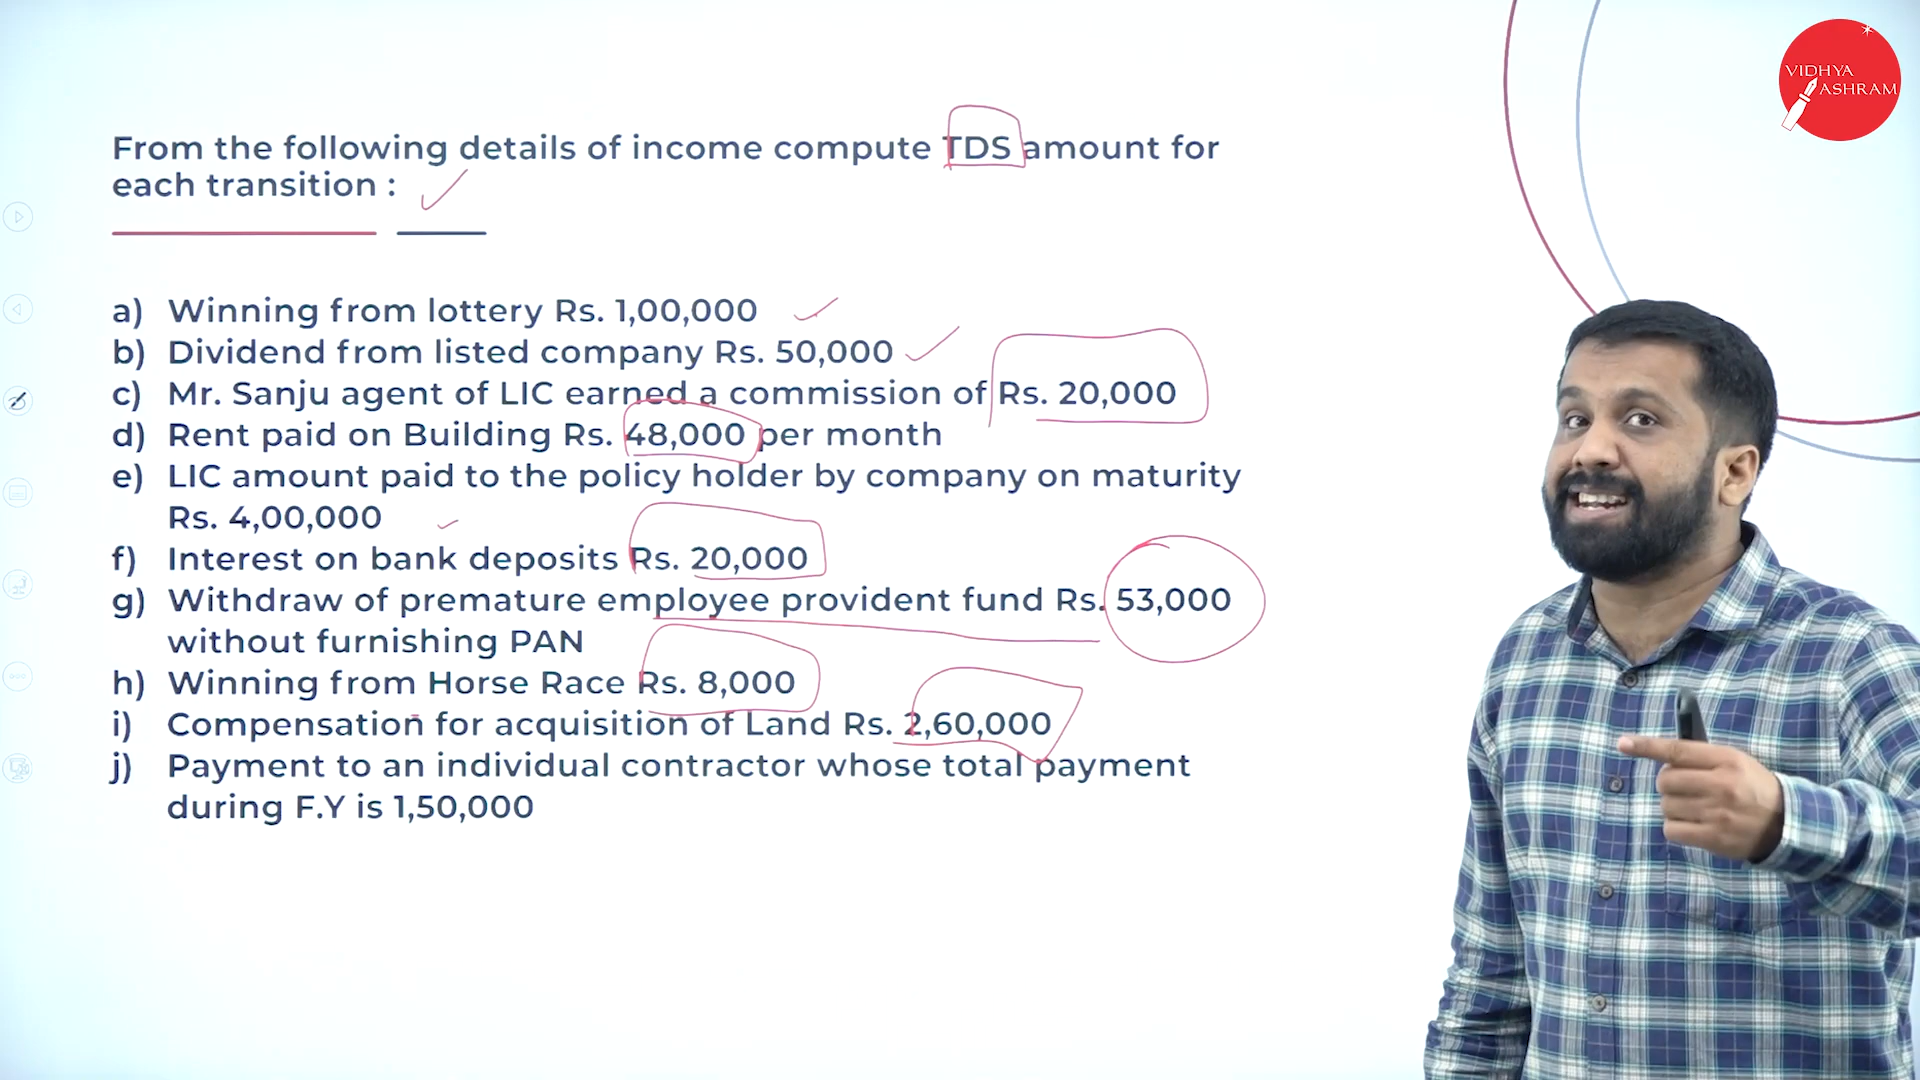 VIDHYA
ASHRAM
From the following details of income compute TDS amount for
each transition :
a) Winning from lottery Rs. 1,00,000
b) Dividend from listed company Rs. 50,000
c) Mr. Sanju agent of LIC earned a commission of Rs. 20,000
d) Rent paid on Building Rs. 48,000 per month
e) LIC amount paid to the policy holder by company on maturity
Rs. 4,00,000
f) Interest on bank deposits Rs. 20,000
g) Withdraw of premature employee provident fund Rs. 53,000
without furnishing PAN
h) Winning from Horse Race Rs. 8,000
i) Compensation for acquisition of Land Rs. 2,60,000
j) Payment to an individual contractor whose total payment
during F.Y is 1,50,000